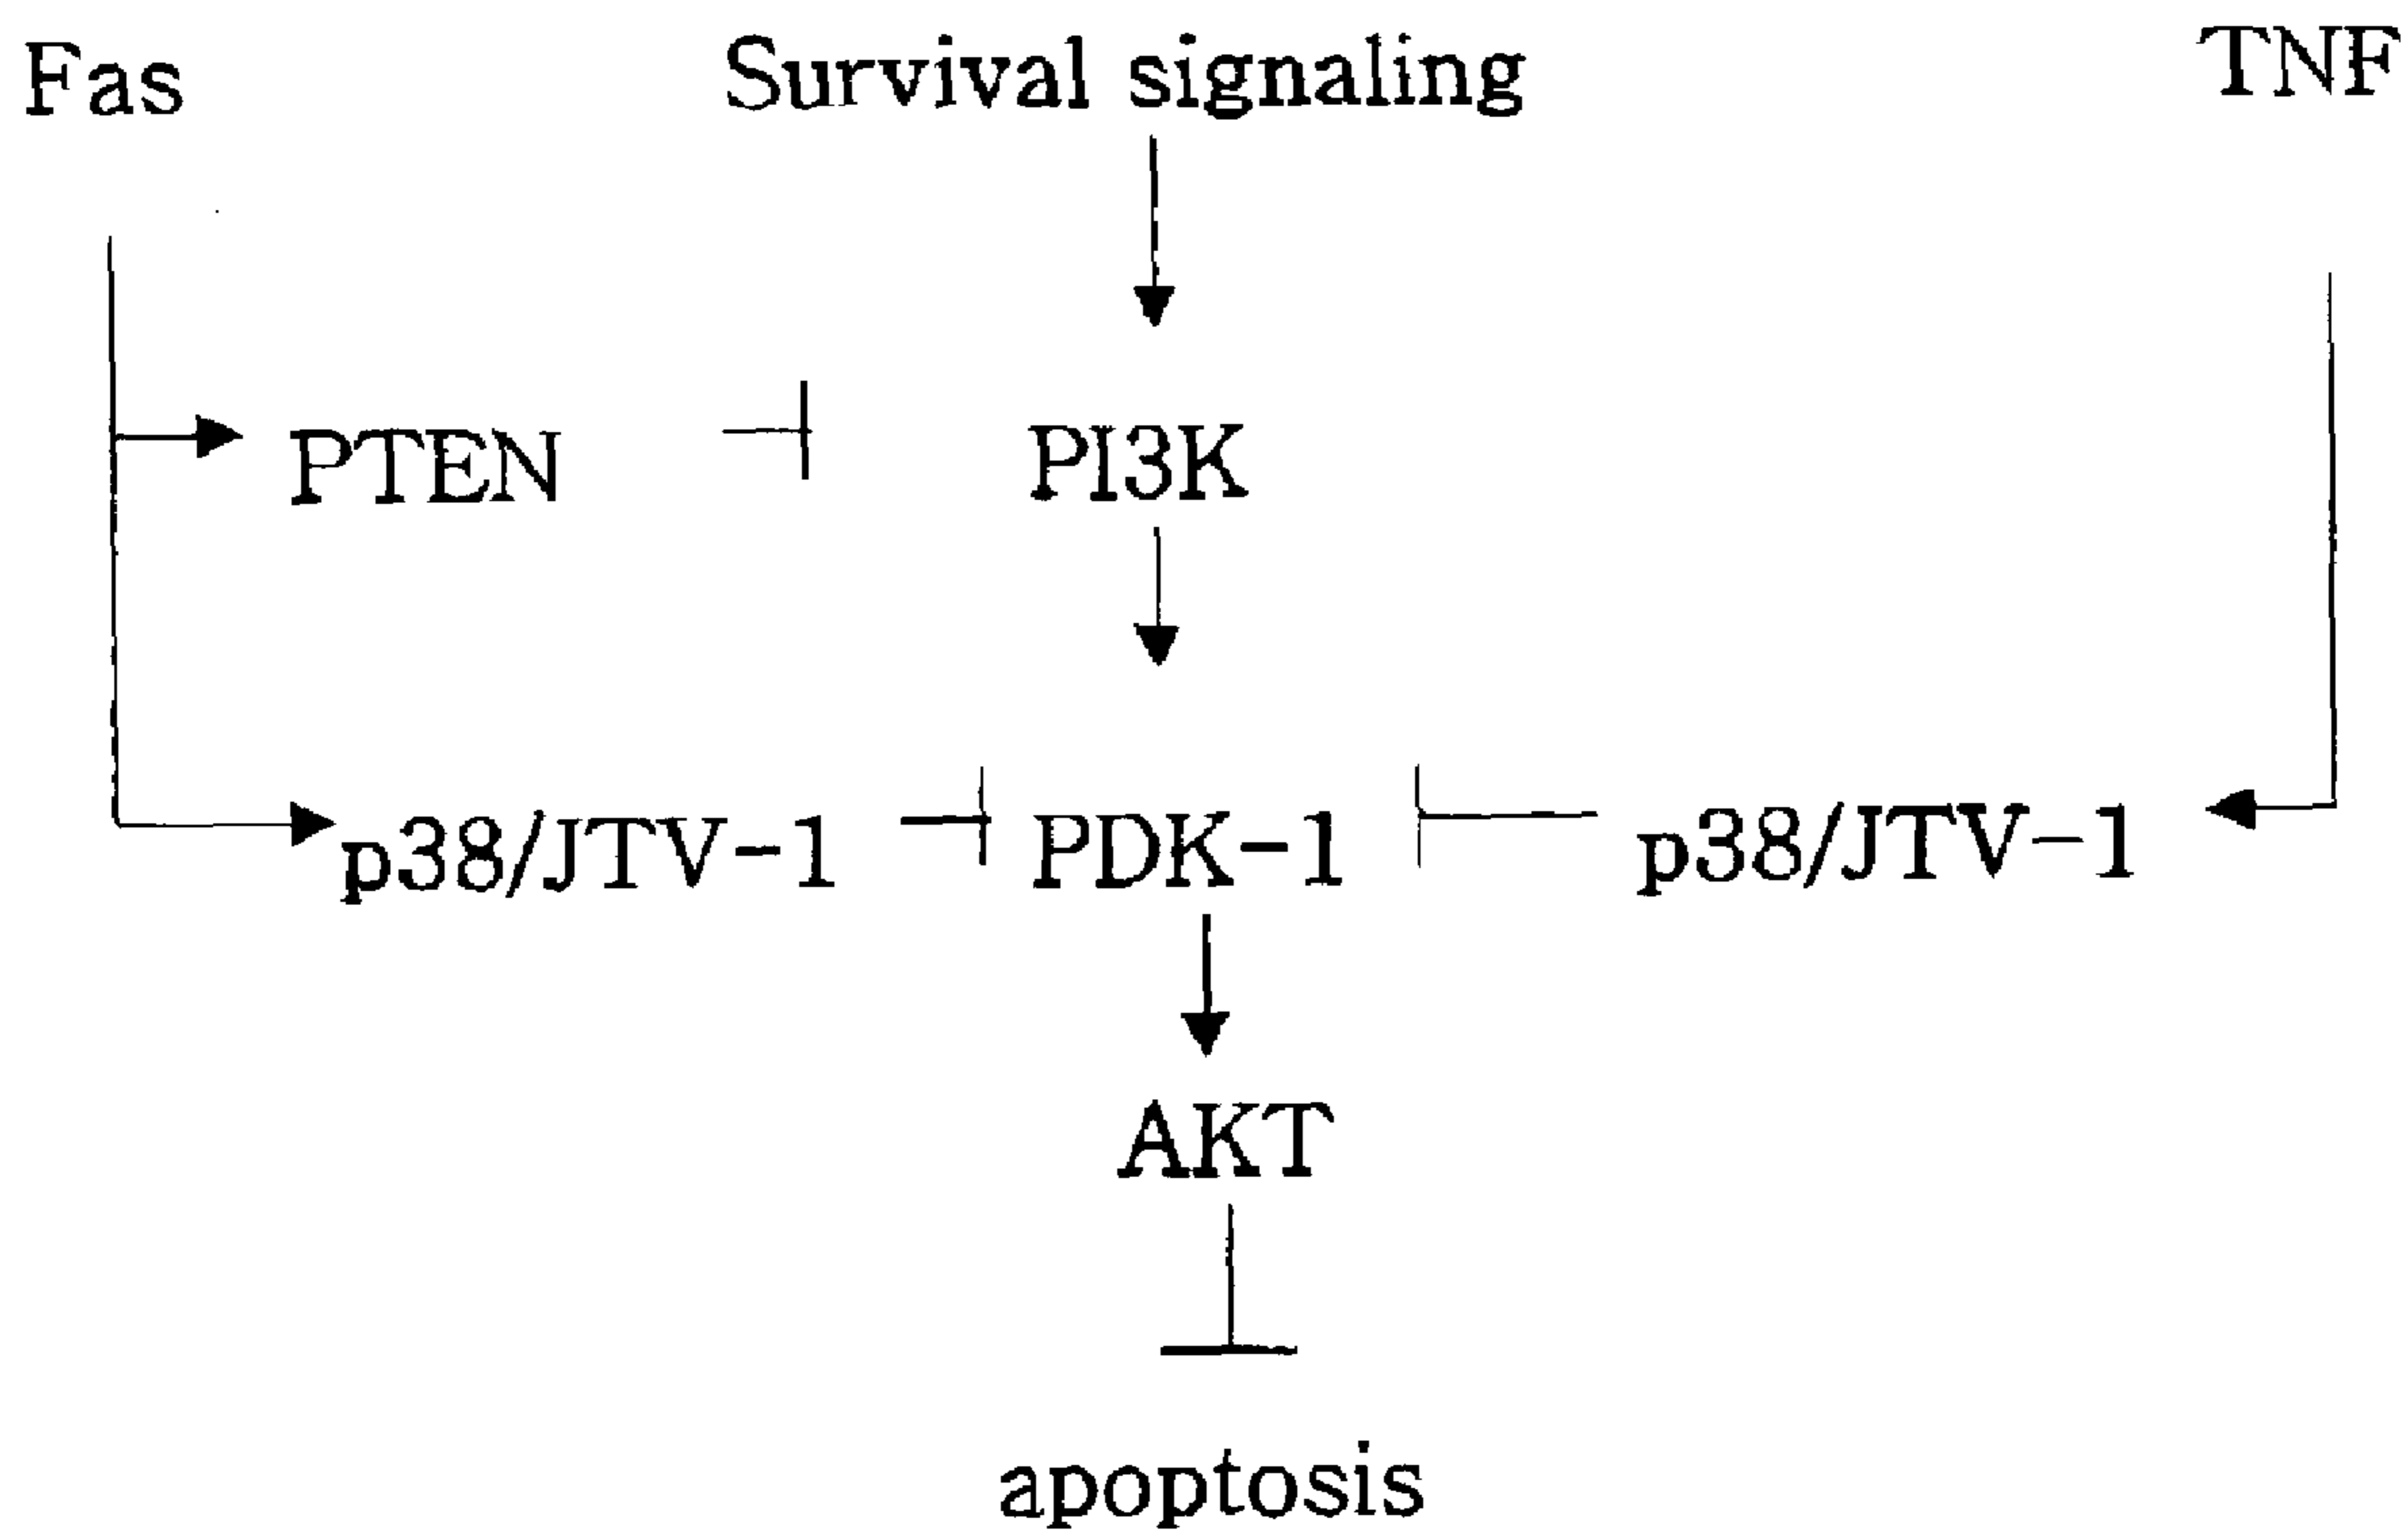 Fas
Survival signaling
TNF
PTEN
PI3K
p38/JTV-1
PDK-1
p38/JTV-1
AKT
apoptosis